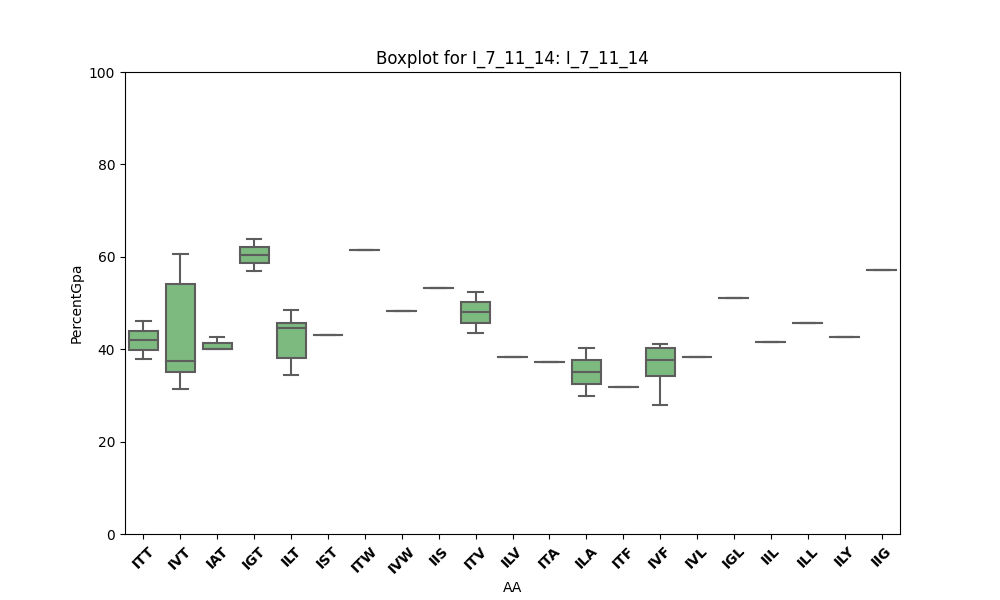 Boxplot for I_7_11_14: I_7_11_14
PercentGpa
100
80
60
40
20
0
ITT IVT IAT IGT ILT IST ITW IVW IIS ITV ILV ITA ILA ITF IVF IVL IGL IIL ILL ILY IIG
AA